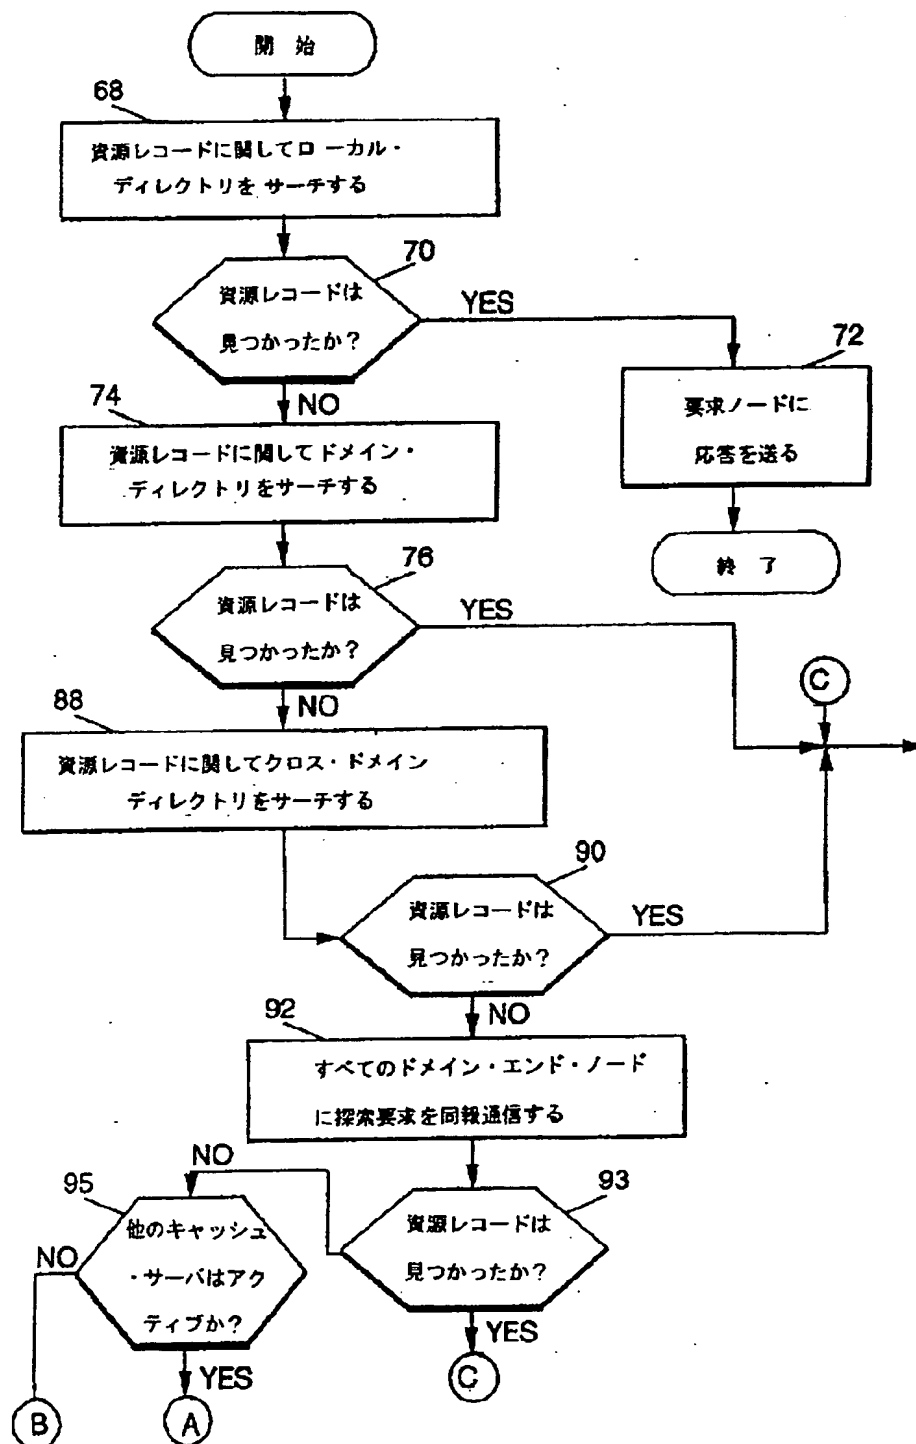 開 始
68
資源レコードに関してローカル・
ディレクトリを サーチする
70
資源レコードは
見つかったか?
YES
NO
72
要求ノードに
応答を送る
終 了
74
資源レコードに関してドメイン・
ディレクトリをサーチする
76
資源レコードは
見つかったか?
YES
NO
C
88
資源レコードに関してクロス・ドメイン
ディレクトリをサーチする
90
資源レコードは
見つかったか?
YES
NO
92
すべてのドメイン・エンド・ノード
に探索要求を同報通信する
93
資源レコードは
見つかったか?
NO
YES
C
95
他のキャッシュ
・サーバはアク
ティブか?
NO
YES
B
A